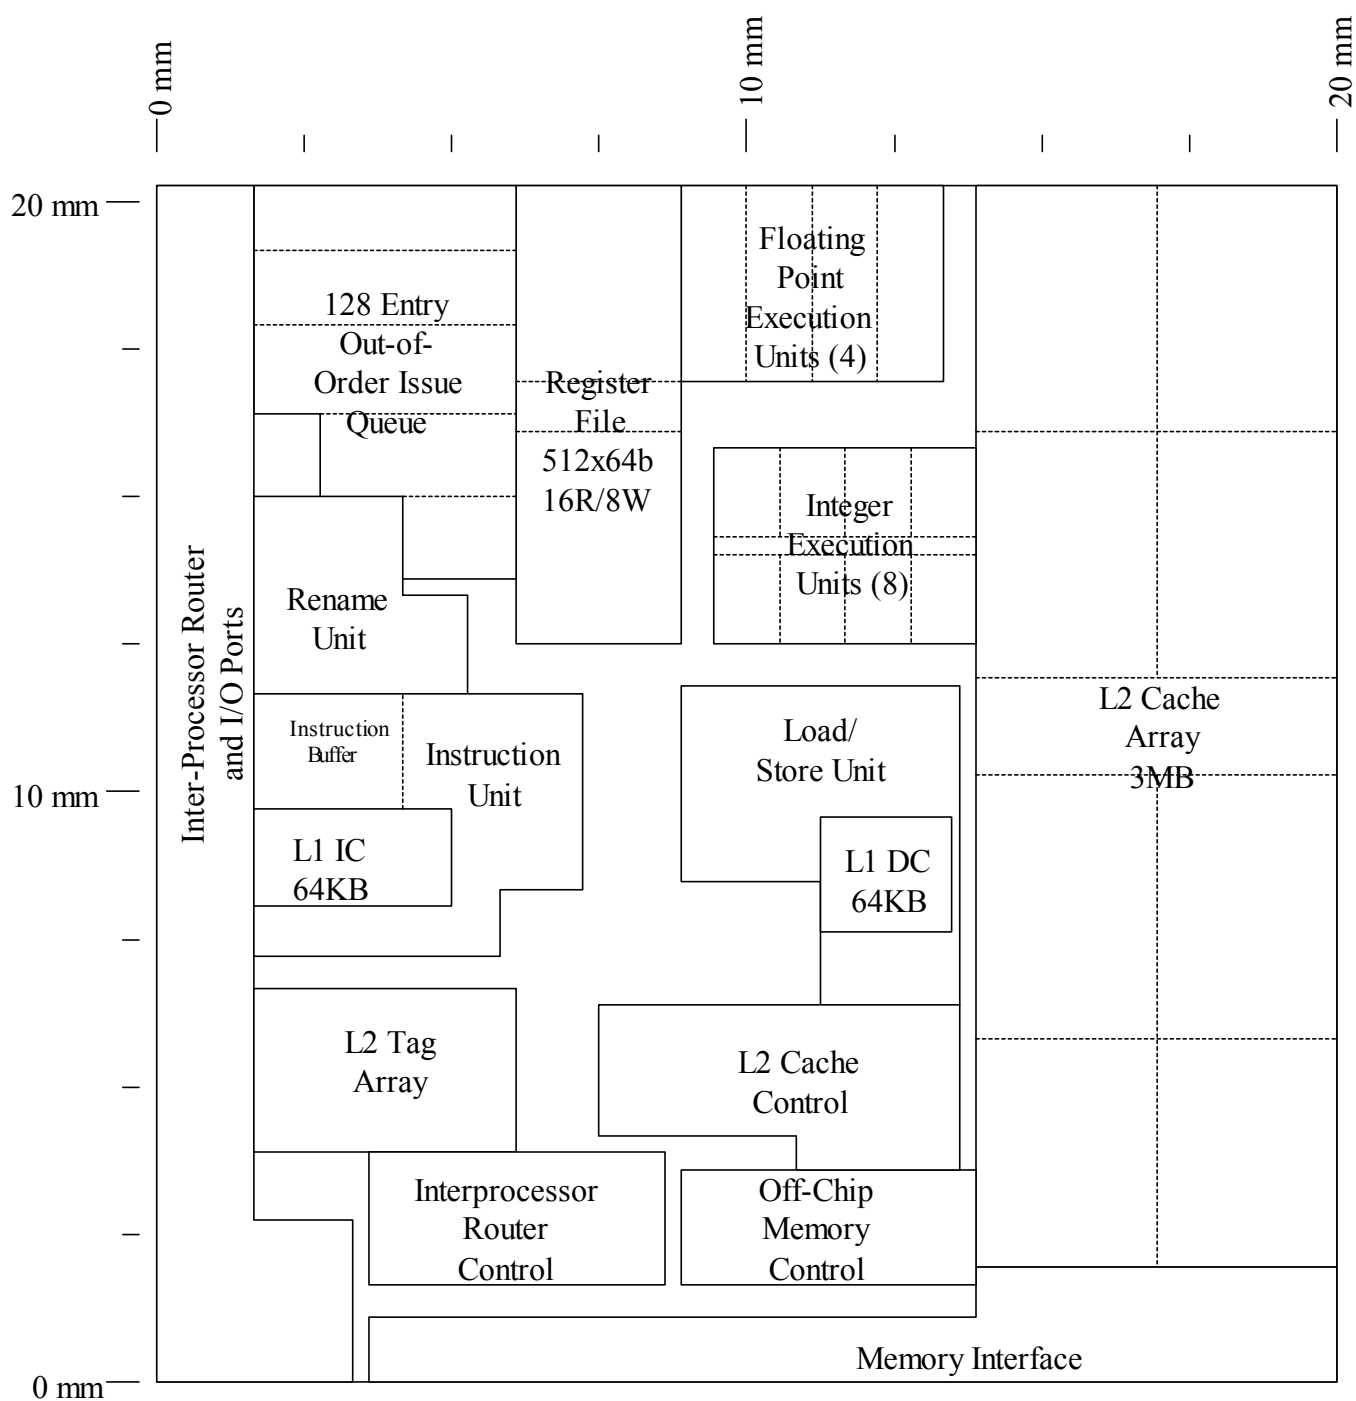 0 mm
10 mm
20 mm
20 mm
10 mm
0 mm
Inter-Processor Router
and I/O Ports
128 Entry
Out-of-
Order Issue
Queue
Register
File
512x64b
16R/8W
Floating
Point
Execution
Units (4)
Integer
Execution
Units (8)
Rename
Unit
Instruction
Buffer
Instruction
Unit
L1 IC
64KB
Load/
Store Unit
L1 DC
64KB
L2 Cache
Array
3MB
L2 Tag
Array
L2 Cache
Control
Interprocessor
Router
Control
Off-Chip
Memory
Control
Memory Interface